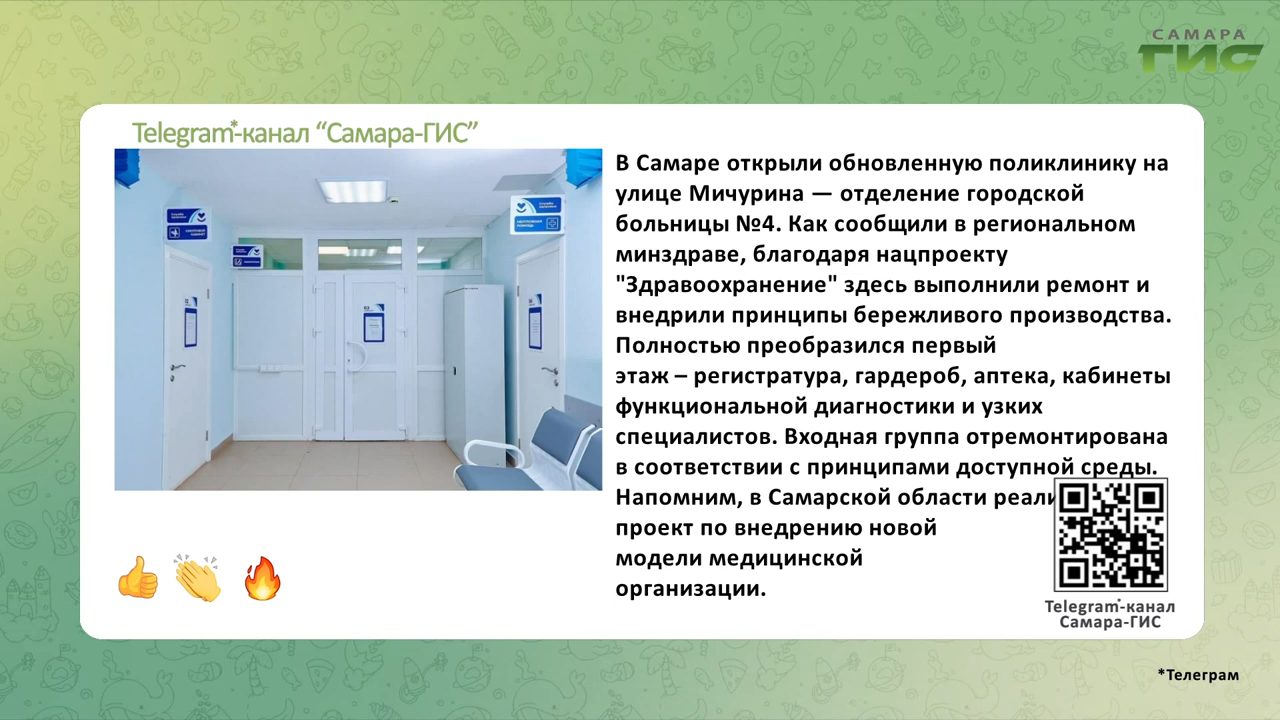 САМАРА
ГИС
Telegram*-канал “Самара-ГИС”
В Самаре открыли обновленную поликлинику на
улице Мичурина — отделение городской
больницы №4. Как сообщили в региональном
минздраве, благодаря нацпроекту
"Здравоохранение" здесь выполнили ремонт и
внедрили принципы бережливого производства.
Полностью преобразился первый
этаж – регистратура, гардероб, аптека, кабинеты
функциональной диагностики и узких
специалистов. Входная группа отремонтирована
в соответствии с принципами доступной среды.
Напомним, в Самарской области
проект по внедрению новой
модели медицинской
организации.
Telegram*-канал
Самара-ГИС
*Телеграм